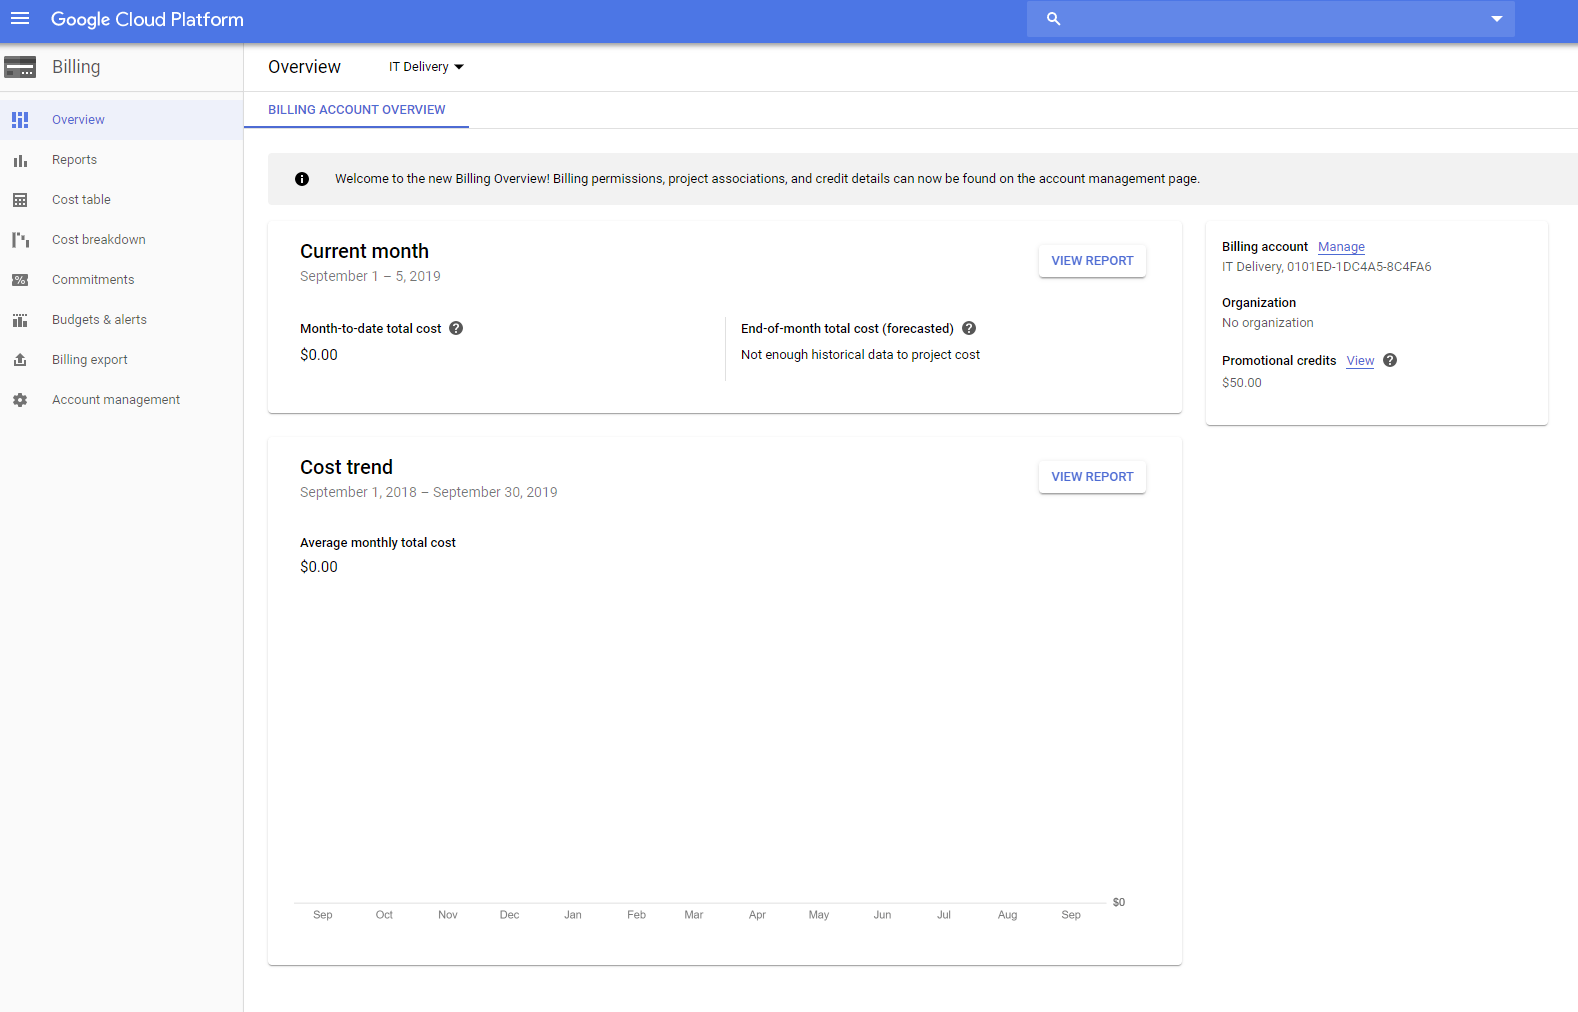 Google Cloud Platform
Billing
Overview
IT Delivery
Overview
Reports
Cost table
Cost breakdown
Commitments
Budgets & alerts
Billing export
Account management
BILLING ACCOUNT OVERVIEW
Welcome to the new Billing Overview! Billing permissions, project associations, and credit details can now be found on the account management page.
Current month
September 1 – 5, 2019
VIEW REPORT
Month-to-date total cost
$0.00
End-of-month total cost (forecasted)
Not enough historical data to project cost
Billing account Manage
IT Delivery, 0101ED-1DC4A5-8C4FA6
Organization
No organization
Promotional credits View
$50.00
Cost trend
September 1, 2018 – September 30, 2019
VIEW REPORT
Average monthly total cost
$0.00
$0
Sep Oct Nov Dec Jan Feb Mar Apr May Jun Jul Aug Sep